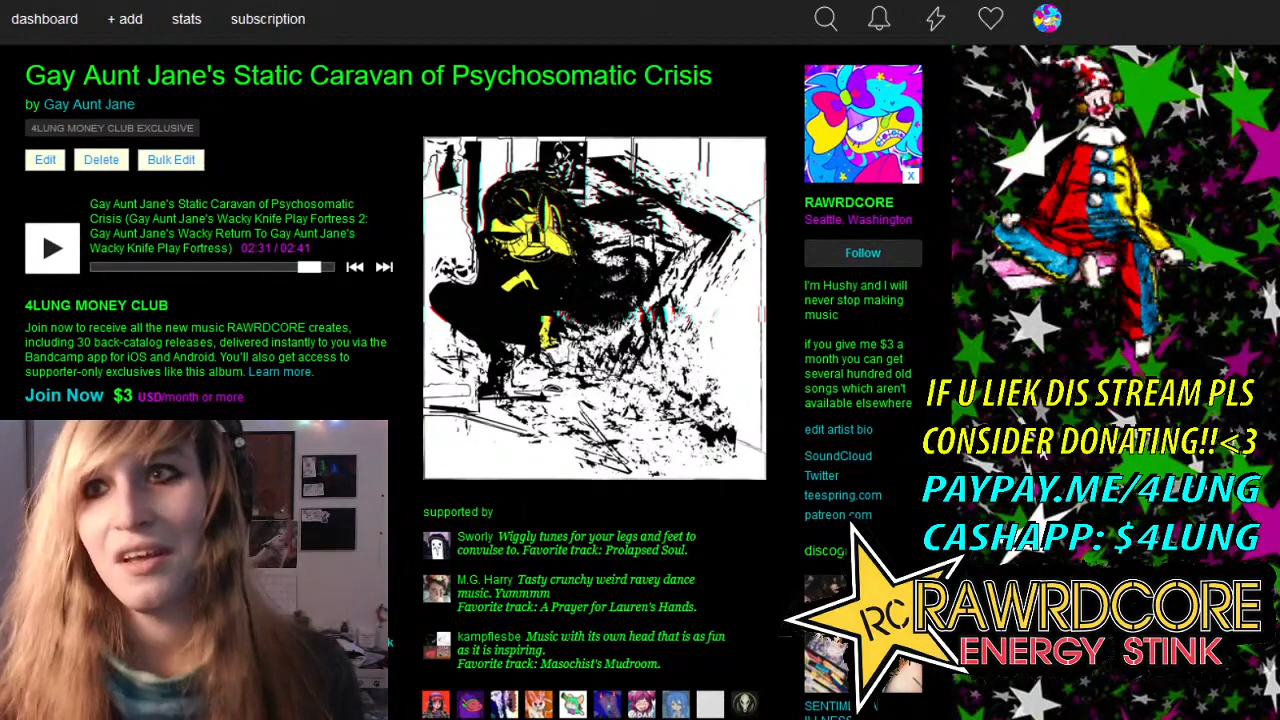 dashboard + add stats subscription
Gay Aunt Jane's Static Caravan of Psychosomatic Crisis
by Gay Aunt Jane
4LUNG MONEY CLUB EXCLUSIVE
Edit Delete Bulk Edit
Gay Aunt Jane's Static Caravan of Psychosomatic
Crisis (Gay Aunt Jane's Wacky Knife Play Fortress 2:
Gay Aunt Jane's Wacky Return To Gay Aunt Jane's
Wacky Knife Play Fortress) 02:31 / 02:41
4LUNG MONEY CLUB
Join now to receive all the new music RAWRDCORE creates,
including 30 back-catalog releases, delivered instantly to you via the
Bandcamp app for iOS and Android. You'll also get access to
supporter-only exclusives like this album. Learn more.
Join Now $3 USD/month or more
supported by
Sworly Wiggly tunes for your legs and feet to
convulse to. Favorite track: Prolapsed Soul.
M.G. Harry Tasty crunchy weird ravey dance
music. Yummmm
Favorite track: A Prayer for Lauren's Hands.
kampflesbe Music with its own head that is as fun
as it is inspiring.
Favorite track: Masochist's Mudroom.
X
RAWRDCORE
Seattle, Washington
Follow
I'm Hushy and I will
never stop making
music
if you give me $3 a
month you can get
several hundred old
songs which aren't
available elsewhere
edit artist bio
SoundCloud
Twitter
teespring.com
patreon.com
discog
SENTIM
ILLNESS
IF U LIEK DIS STREAM PLS
CONSIDER DONATING!!<3
PAYPAY.ME/4LUNG
CASHAPP: $4LUNG
RC RAWRDCORE
ENERGY STINK